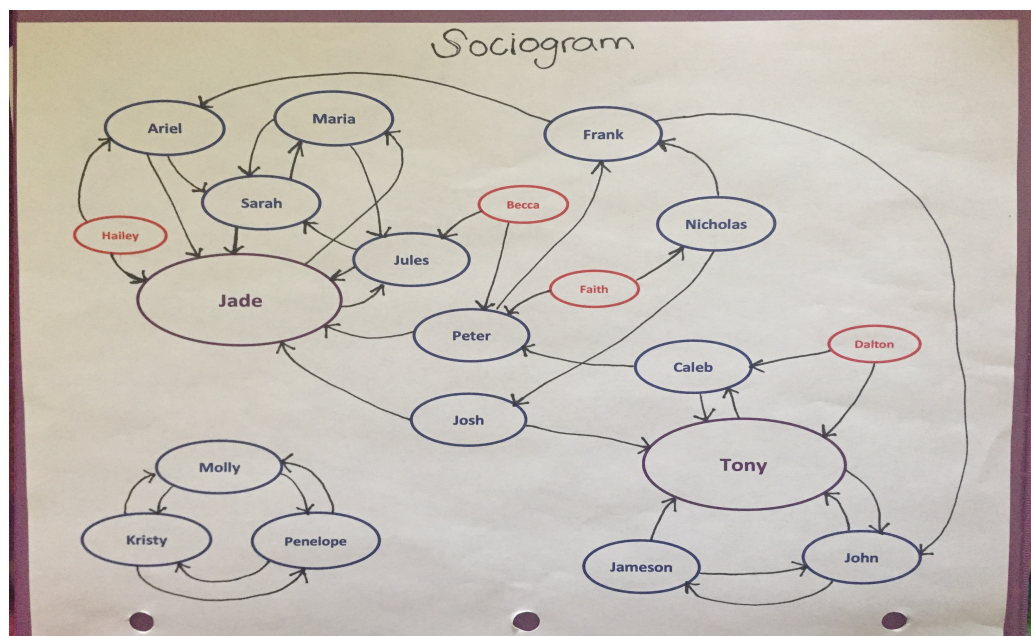 Sociogram
Ariel
Maria
Frank
Sarah
Becca
Nicholas
Hailey
Jules
Faith
Jade
Peter
Dalton
Caleb
Josh
Tony
Molly
Kristy
Penelope
Jameson
John